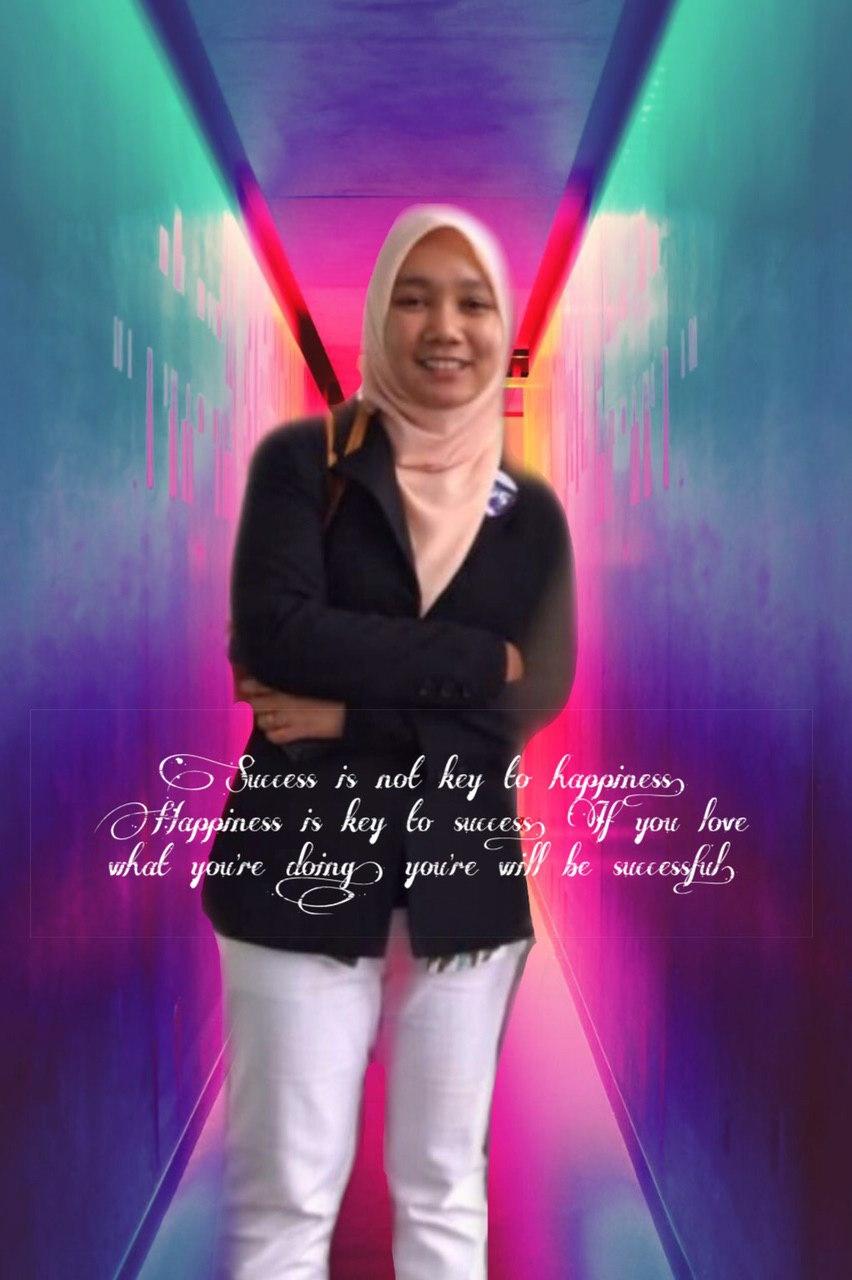 Success is not key to happiness,
Happiness is key to success, If you love
what you're doing, you're will be successful,